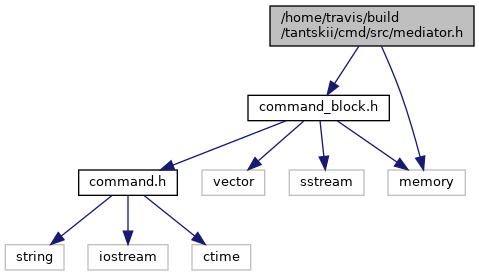 /home/travis/build
/tantskii/cmd/src/mediator.h
command_block.h
command.h
vector
sstream
memory
string
iostream
ctime